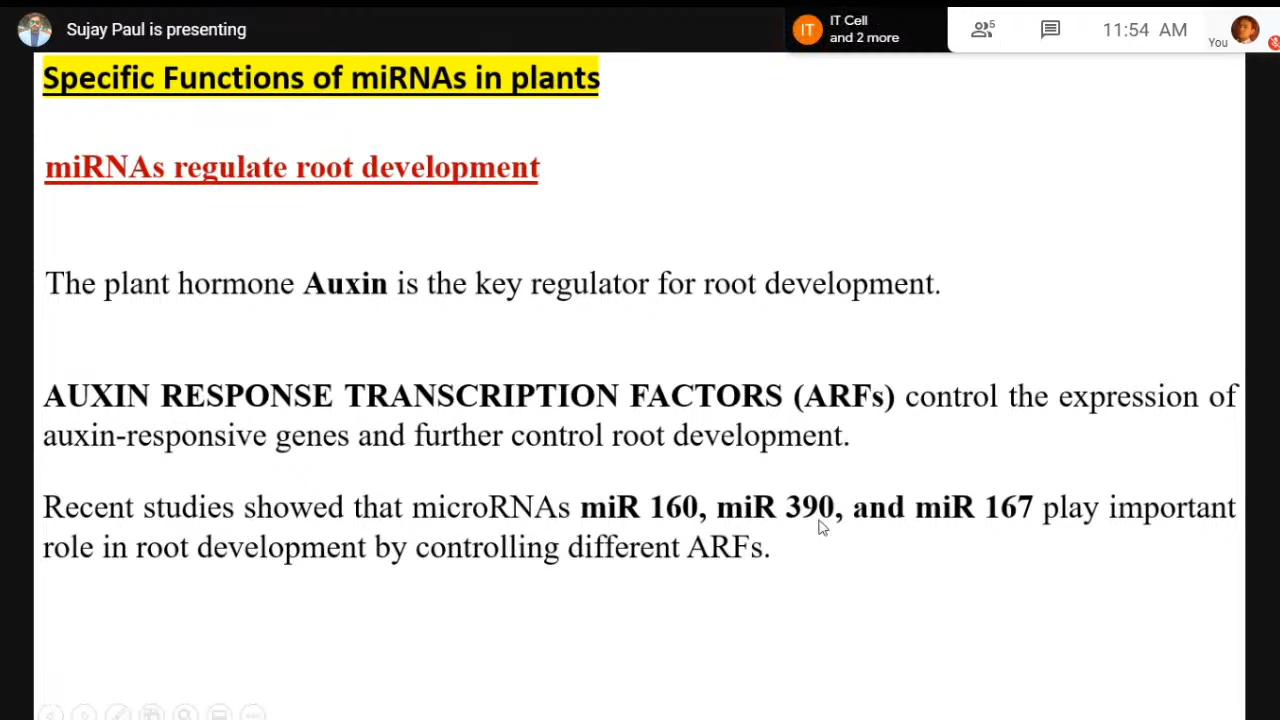 Sujay Paul is presenting
IT
IT Cell
and 2 more
5
11:54 AM
You
Specific Functions of miRNAs in plants
miRNAs regulate root development
The plant hormone Auxin is the key regulator for root development.
AUXIN RESPONSE TRANSCRIPTION FACTORS (ARFs) control the expression of
auxin-responsive genes and further control root development.
Recent studies showed that microRNAs miR 160, miR 390, and miR 167 play important
role in root development by controlling different ARFs.